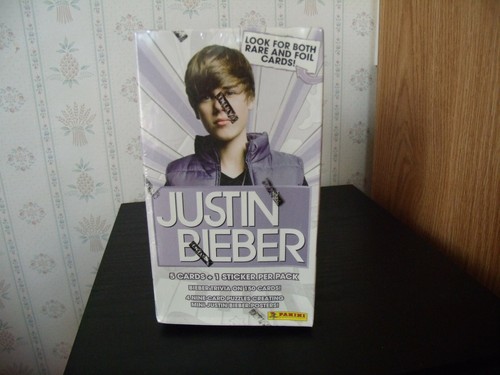 LOOK FOR BOTH
RARE AND FOIL
CARDS!
JUSTIN
BIEBER
5 CARDS + 1 STICKER PER PACK
BIEBER TRIVIA ON 150 CARDS!
4 NINE-CARD PUZZLES CREATING
MINI JUSTIN BIEBER POSTERS!
PANINI